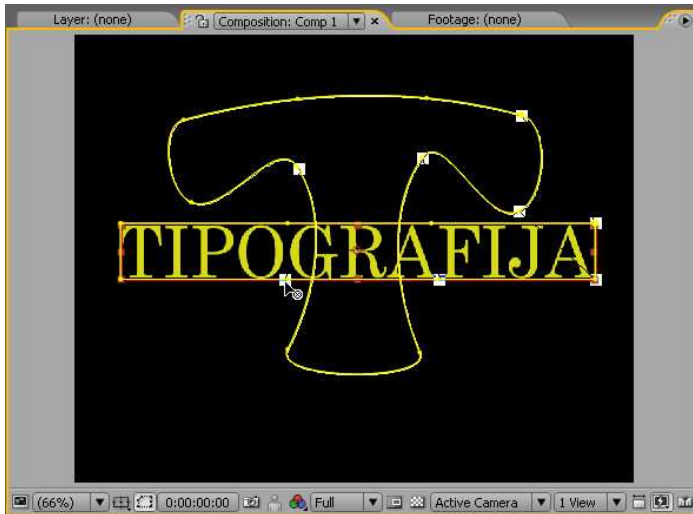 Layer: (none) Composition: Comp 1 Footage: (none)
TIPOGRAFIJA
(66%) 0:00:00:00 Full Active Camera 1 View